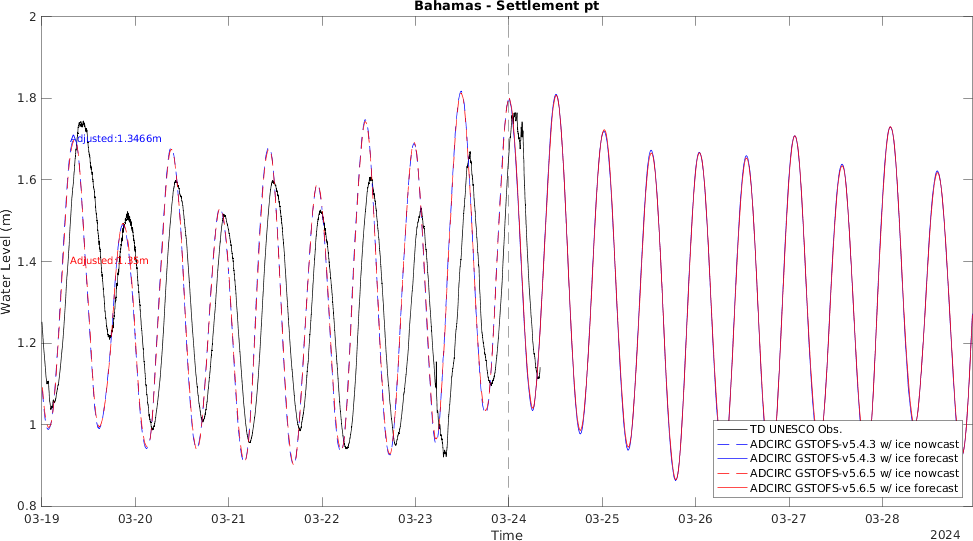 Bahamas - Settlement pt
2
1.8
1.6
1.4
1.2
1
0.8
Water Level (m)
Adjusted:1.3466m
Adjusted:1.35m
TD UNESCO Obs.
ADCIRC GSTOFS-v5.4.3 w/ ice nowcast
ADCIRC GSTOFS-v5.4.3 w/ ice forecast
ADCIRC GSTOFS-v5.6.5 w/ ice nowcast
ADCIRC GSTOFS-v5.6.5 w/ ice forecast
03-19 03-20 03-21 03-22 03-23 03-24 03-25 03-26 03-27 03-28
Time
2024